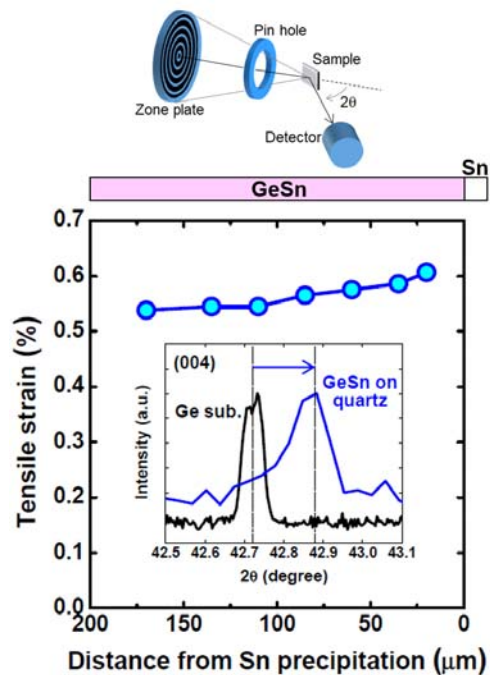 Pin hole
Sample
Zone plate
2θ
Detector
Sn
GeSn
0.7
0.6
0.5
0.4
0.3
0.2
0.1
0.0
Tensile strain (%)
(004)
Ge sub.
GeSn on
quartz
Intensity (a.u.)
42.5 42.6 42.7 42.8 42.9 43.0 43.1
2θ (degree)
200 150 100 50 0
Distance from Sn precipitation (μm)